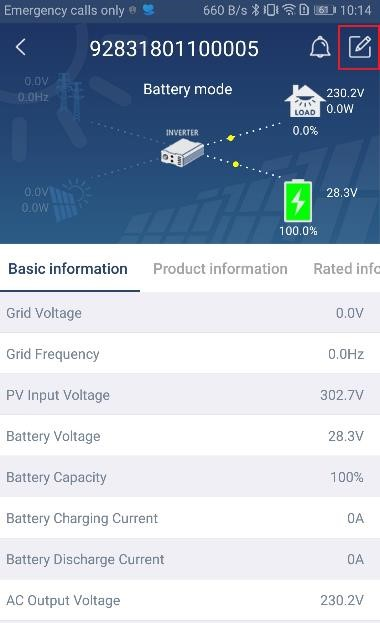 Emergency calls only 660 B/s 61 10:14
92831801100005
Battery mode
0.0V
0.0Hz
230.2V
0.0W
LOAD
0.0%
INVERTER
0.0V
0.0W
28.3V
100.0%
Basic information Product information Rated info
Grid Voltage 0.0V
Grid Frequency 0.0Hz
PV Input Voltage 302.7V
Battery Voltage 28.3V
Battery Capacity 100%
Battery Charging Current 0A
Battery Discharge Current 0A
AC Output Voltage 230.2V